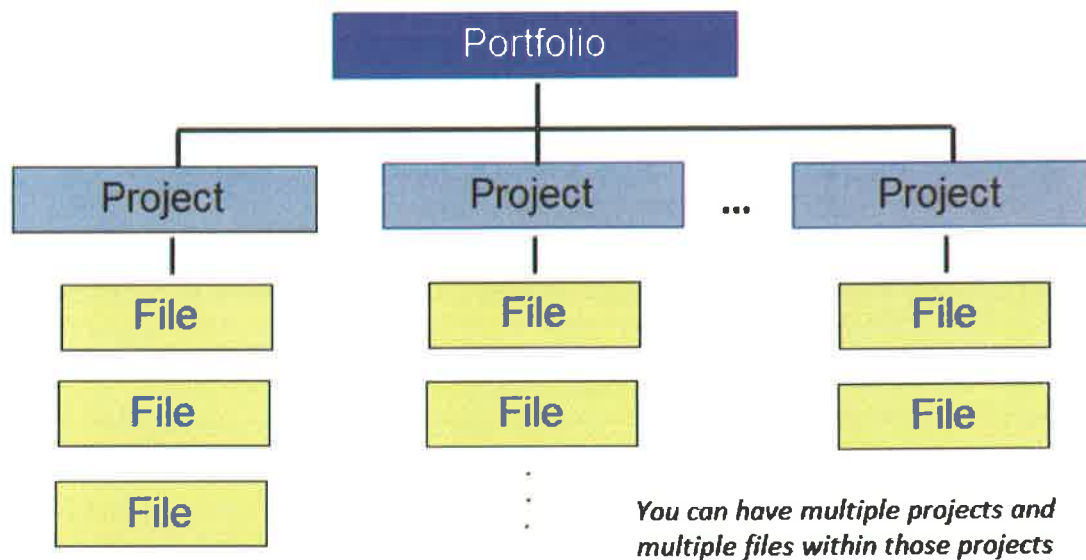 Portfolio
Project Project ... Project
File File File
File File File
File
You can have multiple projects and
multiple files within those projects